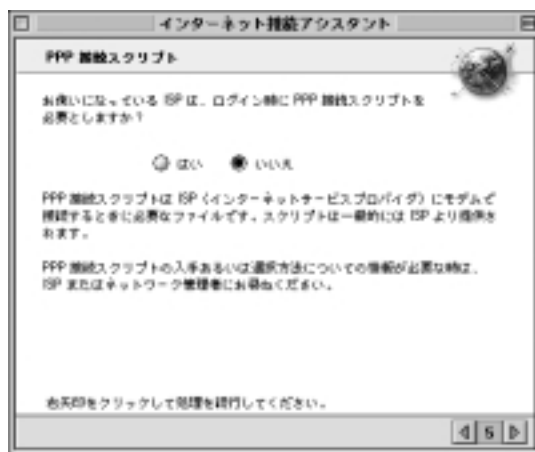 インターネット接続アシスタント
PPP 接続スクリプト
お使いになっている ISP は、ログイン時に PPP 接続スクリプトを
必要としますか？
はい いいえ
PPP 接続スクリプトは ISP（インターネットサービスプロバイダ）にモデムで
接続するときに必要なファイルです。スクリプトは一般的には ISP より提供さ
れます。
PPP 接続スクリプトの入手あるいは選択方法についての情報が必要な時は、
ISP またはネットワーク管理者にお尋ねください。
右矢印をクリックして処理を続行してください。
5